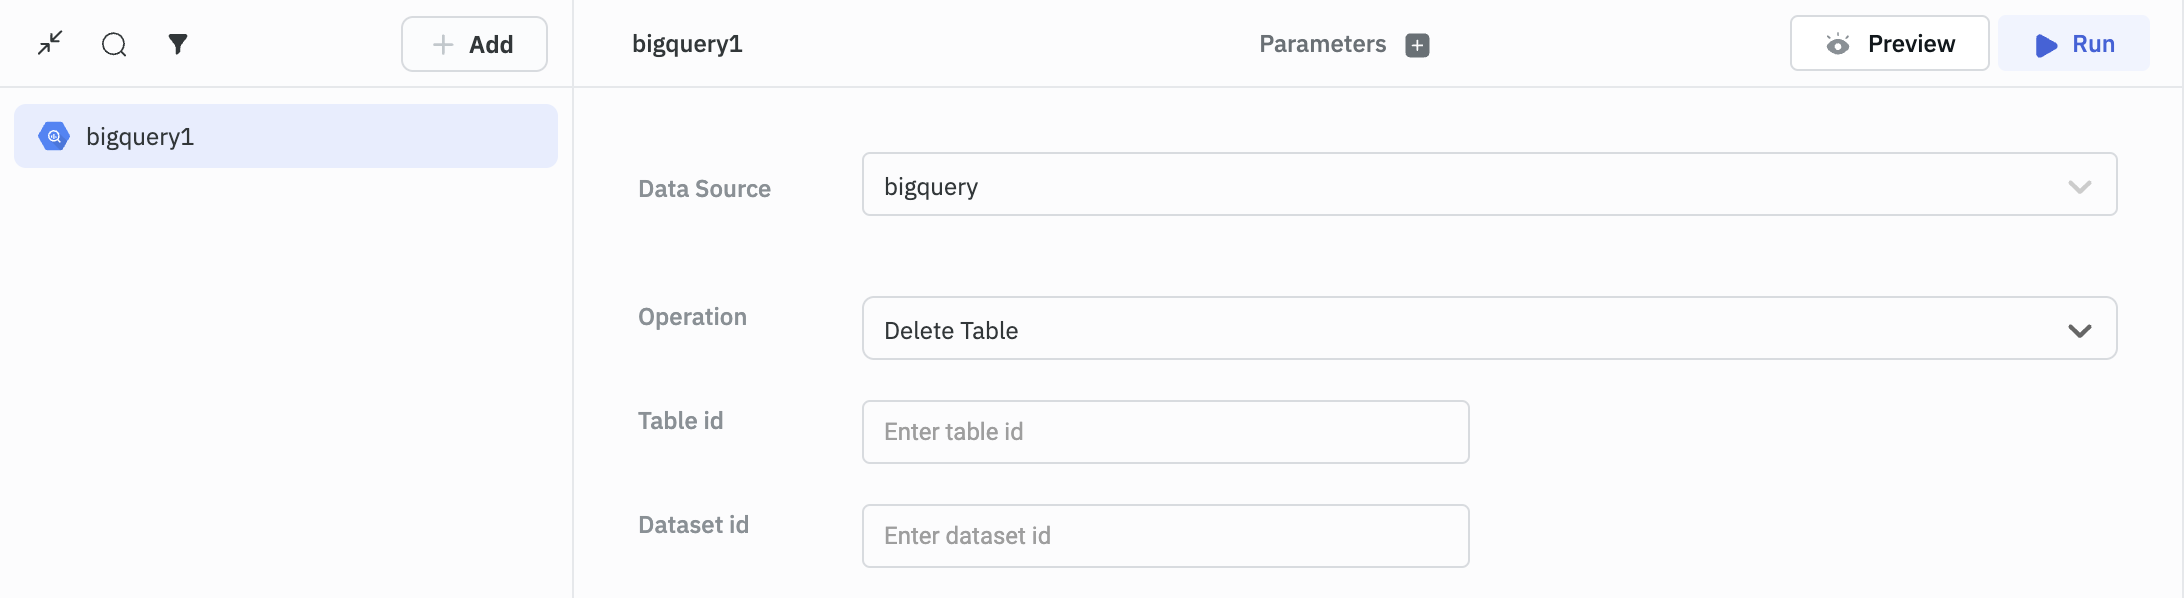 Add
bigquery1
Parameters
Preview
Run
bigquery1
Data Source
bigquery
Operation
Delete Table
Table id
Enter table id
Dataset id
Enter dataset id